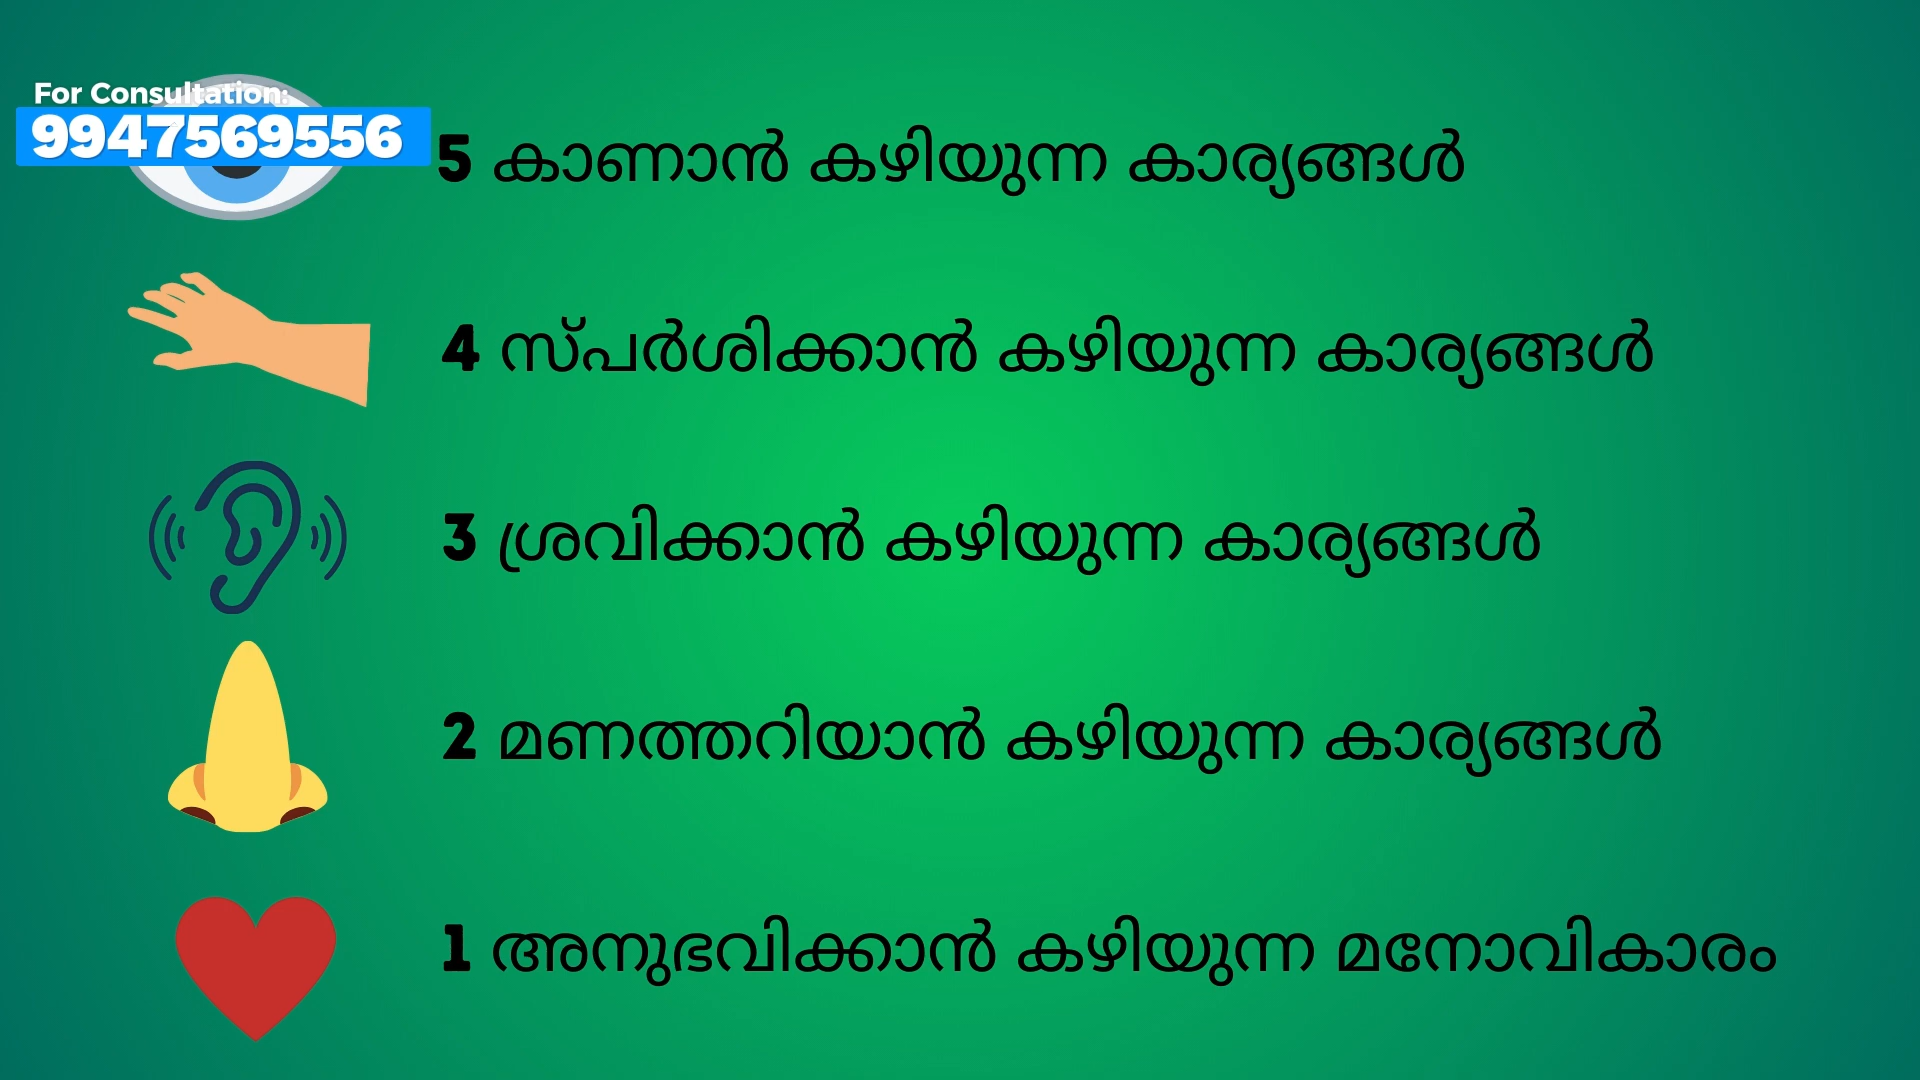 For Consultation:
9947569556
5 കാണാൻ കഴിയുന്ന കാര്യങ്ങൾ
4 സ്പർശിക്കാൻ കഴിയുന്ന കാര്യങ്ങൾ
3 ശ്രവിക്കാൻ കഴിയുന്ന കാര്യങ്ങൾ
2 മണത്തറിയാൻ കഴിയുന്ന കാര്യങ്ങൾ
1 അനുഭവിക്കാൻ കഴിയുന്ന മനോവികാരം